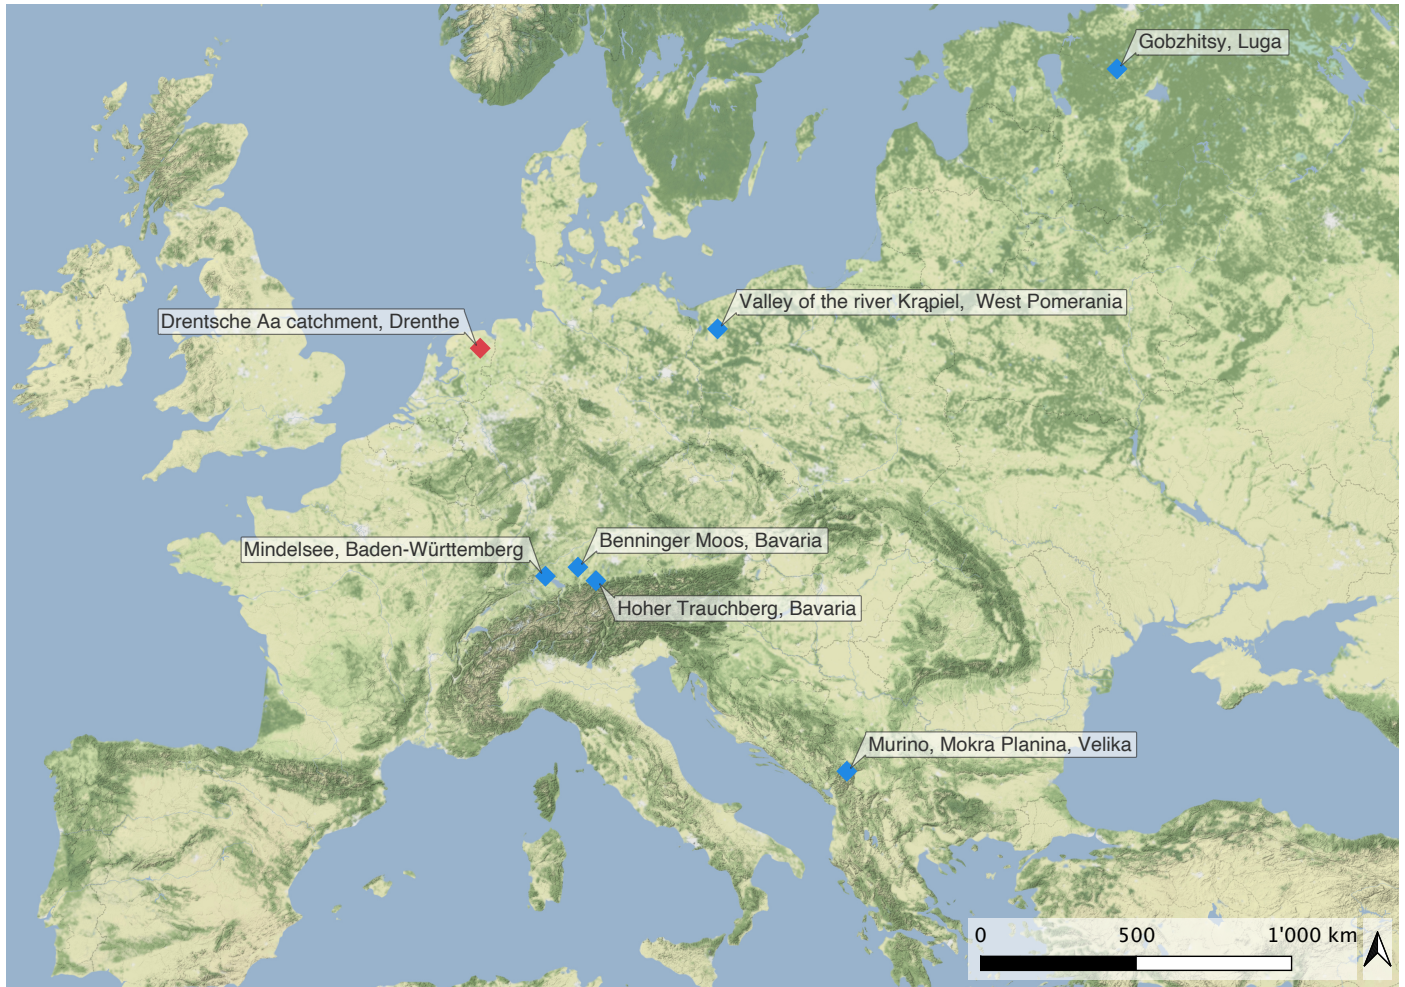 Gobzhitsy, Luga
Valley of the river Krąpiel,  West Pomerania
Drentsche Aa catchment, Drenthe
Benninger Moos, Bavaria
Mindelsee, Baden-Württemberg
Hoher Trauchberg, Bavaria
Murino, Mokra Planina, Velika
0 500 1'000 km